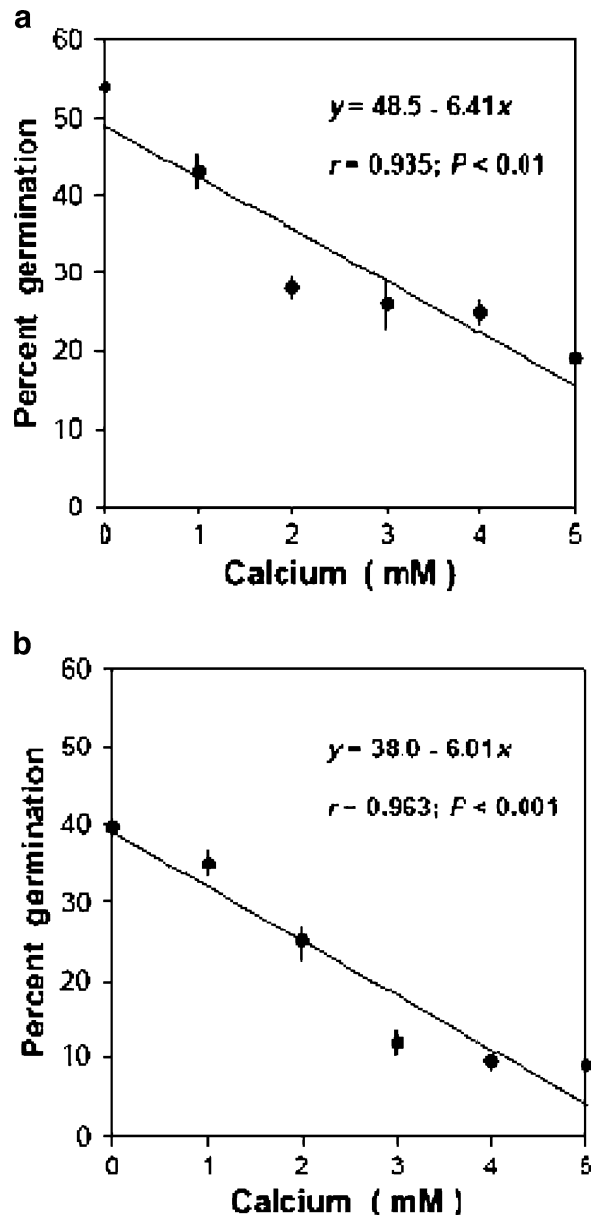 a
60
50
40
30
20
10
0
Percent germination
y = 48.5 - 6.41x
r = 0.935; P < 0.01
0 1 2 3 4 5
Calcium ( mM )
b
60
50
40
30
20
10
0
Percent germination
y = 38.0 - 6.01x
r = 0.963; P < 0.001
0 1 2 3 4 5
Calcium ( mM )